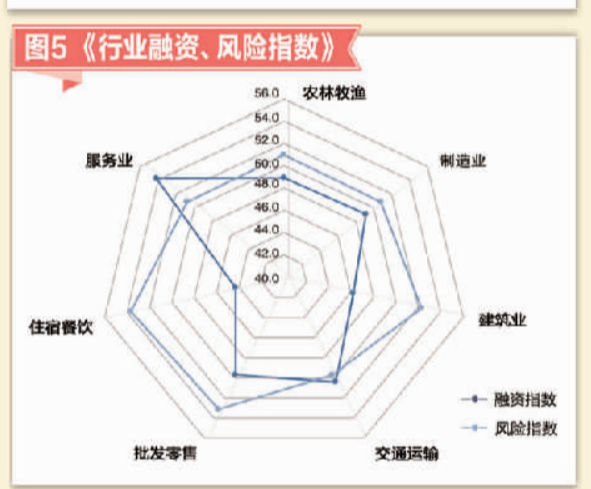 图5《行业融资、风险指数》
56.0
农林牧渔
54.0
52.0
50.0
48.0
46.0
44.0
42.0
40.0
服务业
制造业
住宿餐饮
建筑业
融资指数
风险指数
批发零售
交通运输